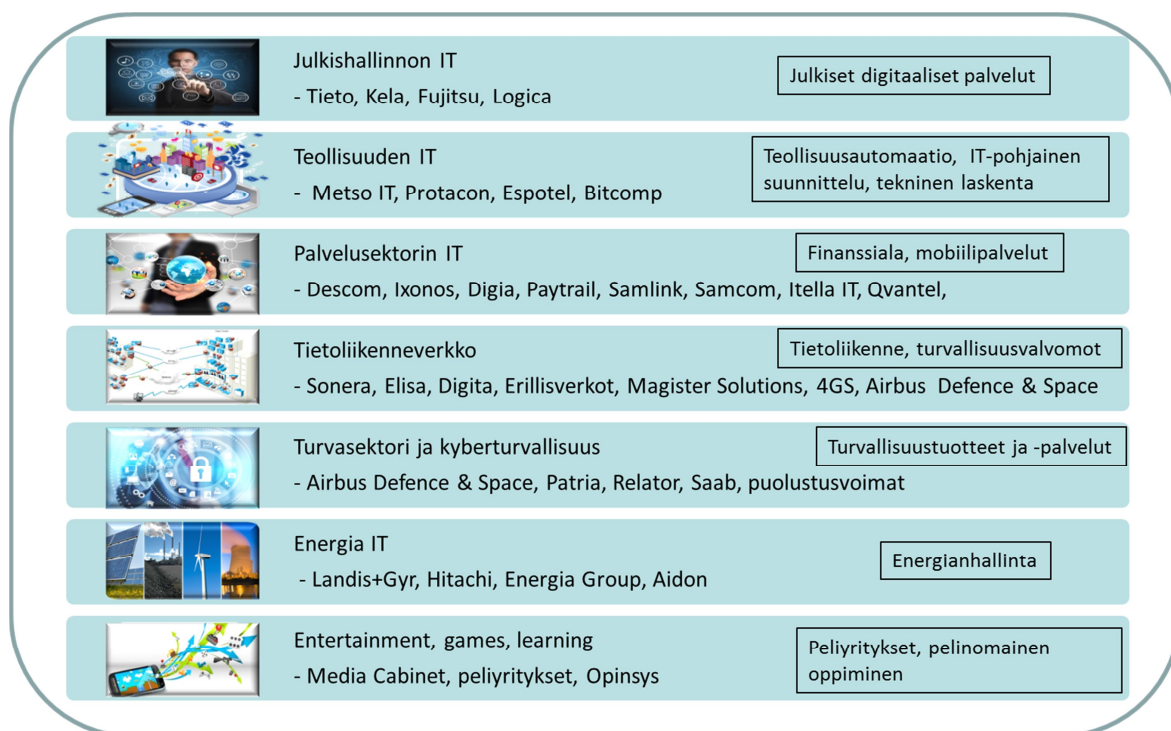 Julkishallinnon IT
- Tieto, Kela, Fujitsu, Logica
Julkiset digitaaliset palvelut
Teollisuuden IT
- Metso IT, Protacon, Espotel, Bitcomp
Teollisuusautomaatio, IT-pohjainen
suunnittelu, tekninen laskenta
Palvelusektorin IT
- Descom, Ixonos, Digia, Paytrail, Samlink, Samcom, Itella IT, Qvantel,
Finanssiala, mobiilipalvelut
Tietoliikenneverkko
- Sonera, Elisa, Digita, Erillisverkot, Magister Solutions, 4GS, Airbus Defence & Space
Tietoliikenne, turvallisuusvalvomot
Turvasektori ja kyberturvallisuus
- Airbus Defence & Space, Patria, Relator, Saab, puolustusvoimat
Turvallisuustuotteet ja -palvelut
Energia IT
- Landis+Gyr, Hitachi, Energia Group, Aidon
Energianhallinta
Entertainment, games, learning
- Media Cabinet, peliyritykset, Opinsys
Peliyritykset, pelinomainen
oppiminen